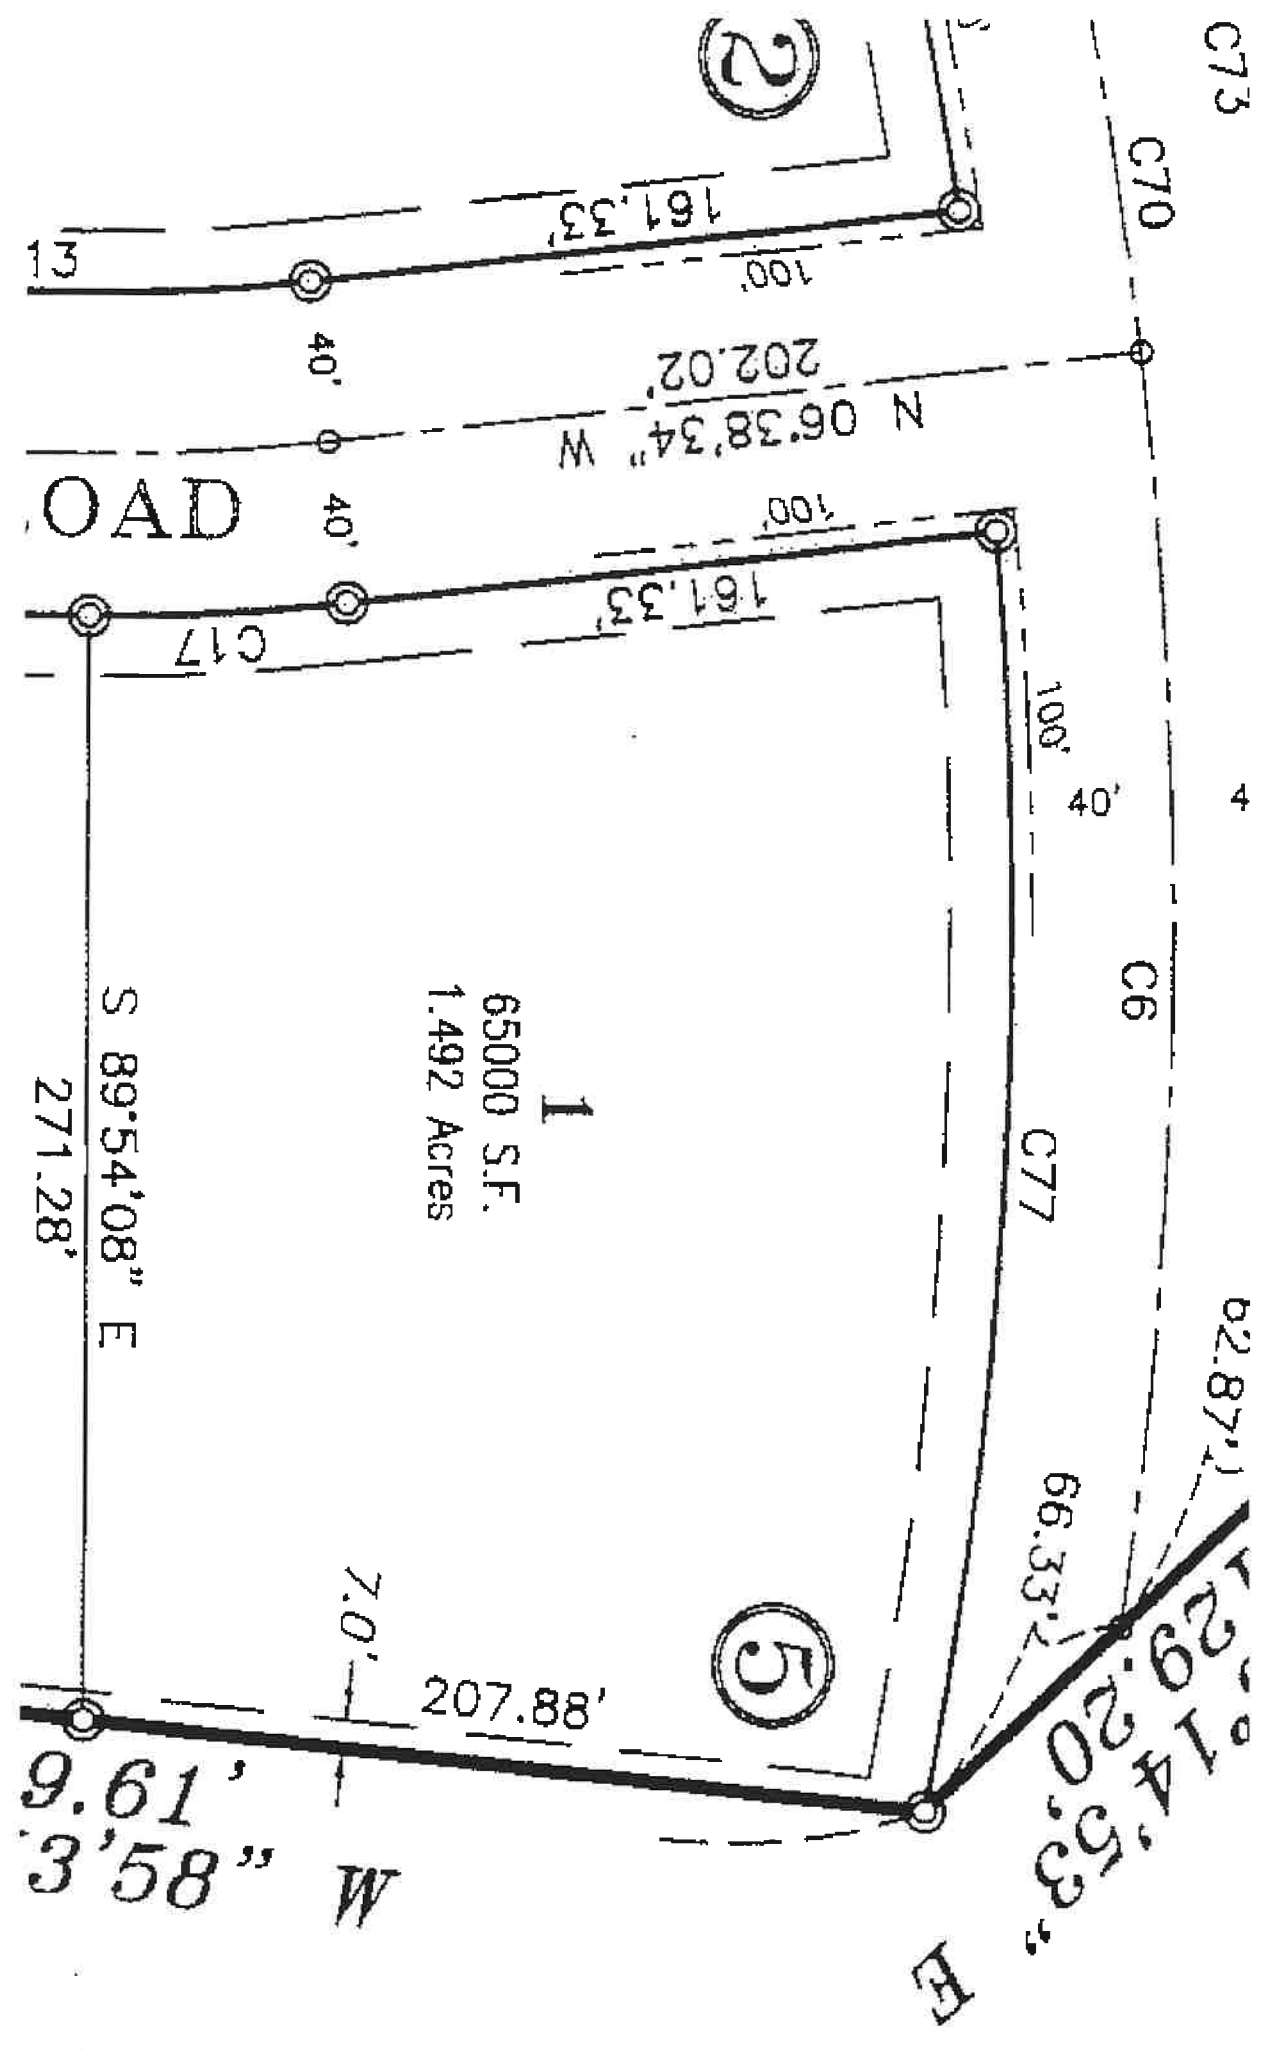 C73
C70
2
161.33'
100'
13
40'
202.02'
N 06°38'34" W
OAD
40'
100'
161.33'
C17
100'
40'
4
C6
1
65000 S.F.
1.492 Acres
C77
S 89°54'08" E
271.28'
62.87')
66.33'
7.0'
207.88'
5
9.61'
3'58" W
29.20'
°14'53" E